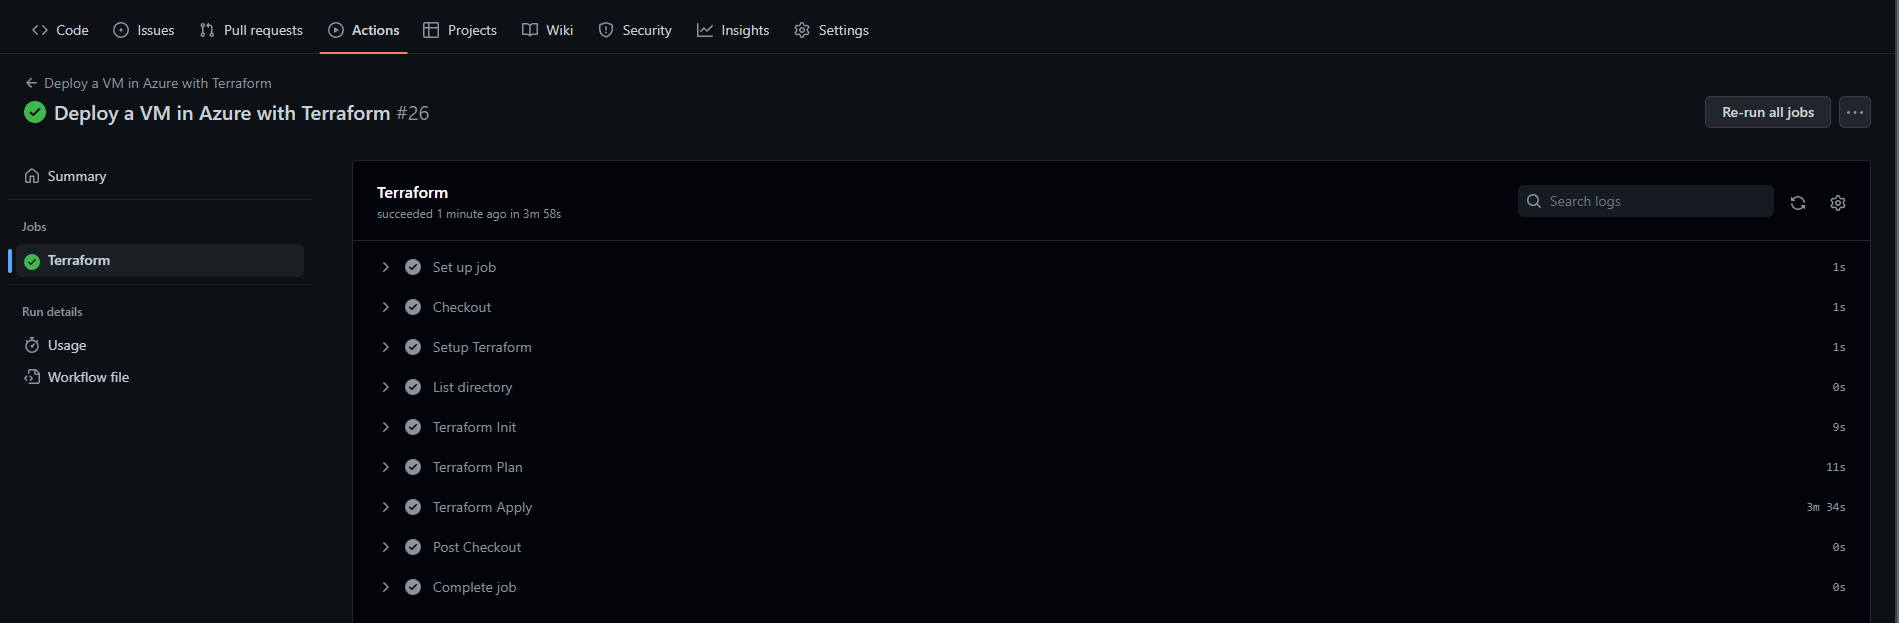 Code Issues Pull requests Actions Projects Wiki Security Insights Settings
Deploy a VM in Azure with Terraform
Deploy a VM in Azure with Terraform #26
Re-run all jobs
Summary
Jobs
Terraform
Run details
Usage
Workflow file
Terraform
succeeded 1 minute ago in 3m 58s
Search logs
Set up job 1s
Checkout 1s
Setup Terraform 1s
List directory 0s
Terraform Init 9s
Terraform Plan 11s
Terraform Apply 3m 34s
Post Checkout 0s
Complete job 0s